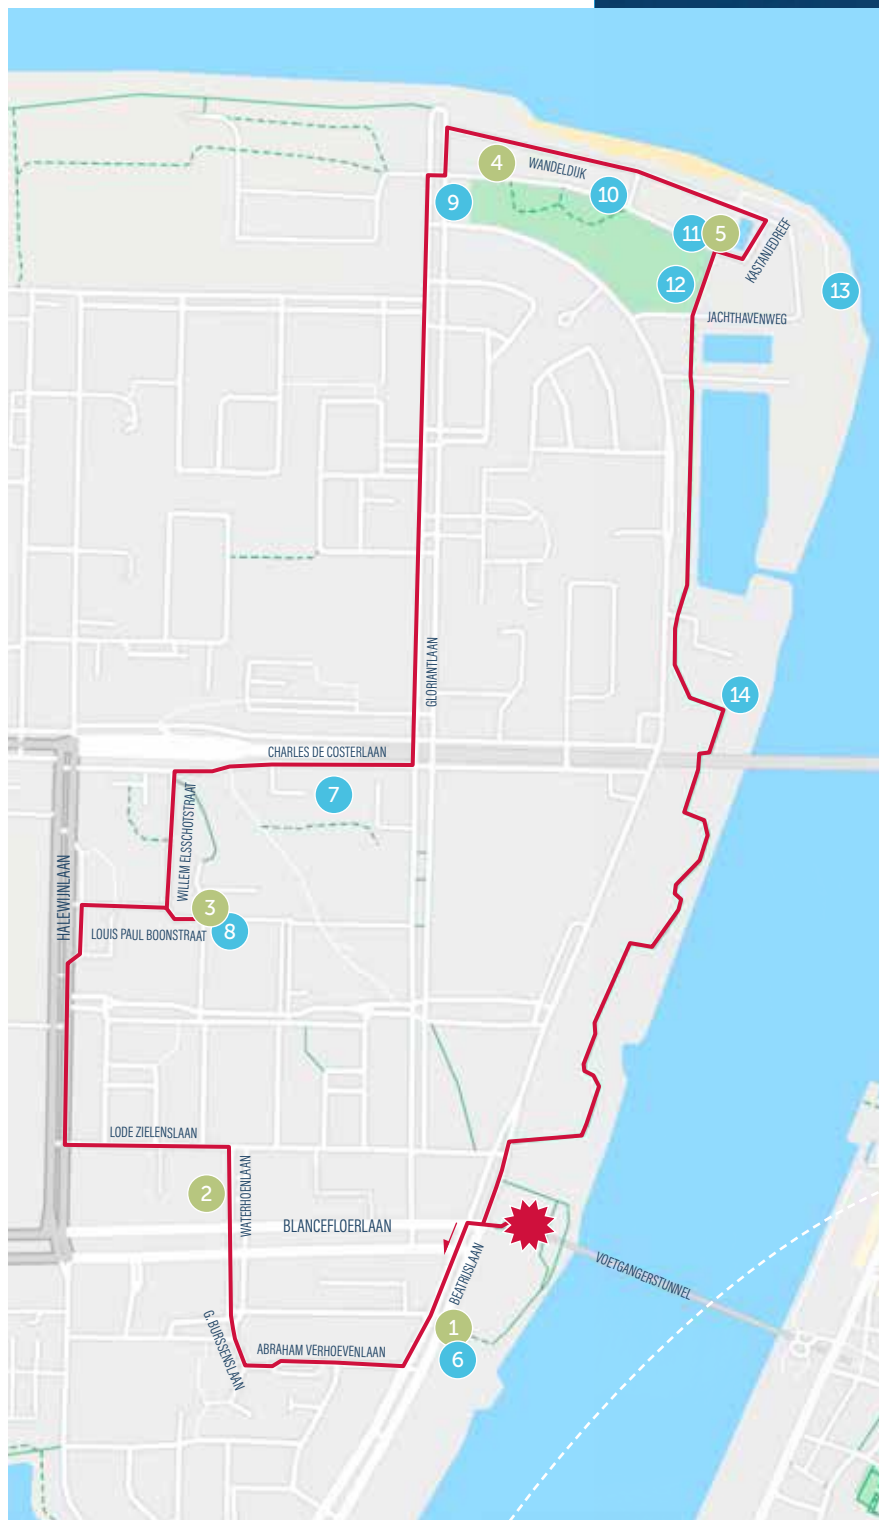 4
WANDELDIJK
9
10
11
5
KASTANJEDREEF
12
13
JACHTHAVENWEG
GLORIANTLAAN
14
CHARLES DE COSTERLAAN
7
WILLEM ELSSCHOTSTRAAT
HALEWIJNLAAN
3
8
LOUIS PAUL BOONSTRAAT
LODE ZIELENSLAAN
2
WATERHOENLAAN
BLANCEFLOERLAAN
BEATRIJSLAAN
VOETGANGERSTUNNEL
G. BURSSENSLAAN
1
ABRAHAM VERHOEVENLAAN
6